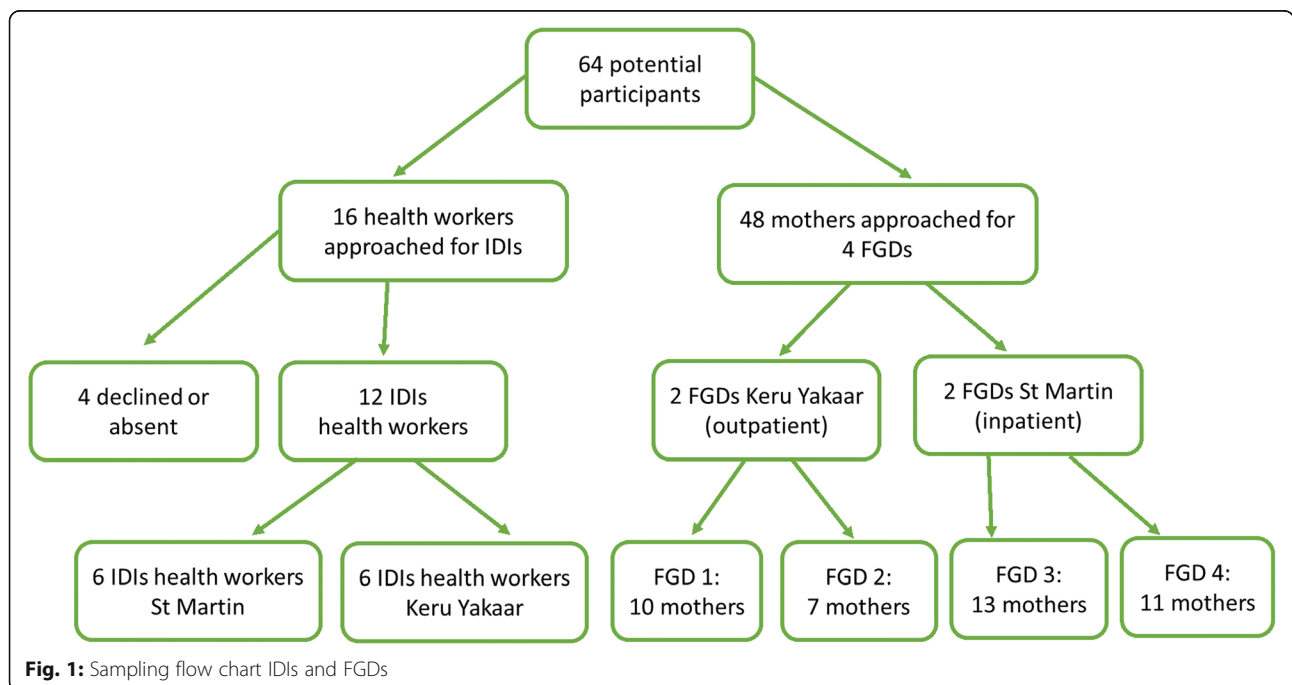 64 potential
participants
16 health workers
approached for IDIs
48 mothers approached for
4 FGDs
4 declined or
absent
12 IDIs
health workers
2 FGDs Keru Yakaar
(outpatient)
2 FGDs St Martin
(inpatient)
6 IDIs health workers
St Martin
6 IDIs health workers
Keru Yakaar
FGD 1:
10 mothers
FGD 2:
7 mothers
FGD 3:
13 mothers
FGD 4:
11 mothers
Fig. 1: Sampling flow chart IDIs and FGDs